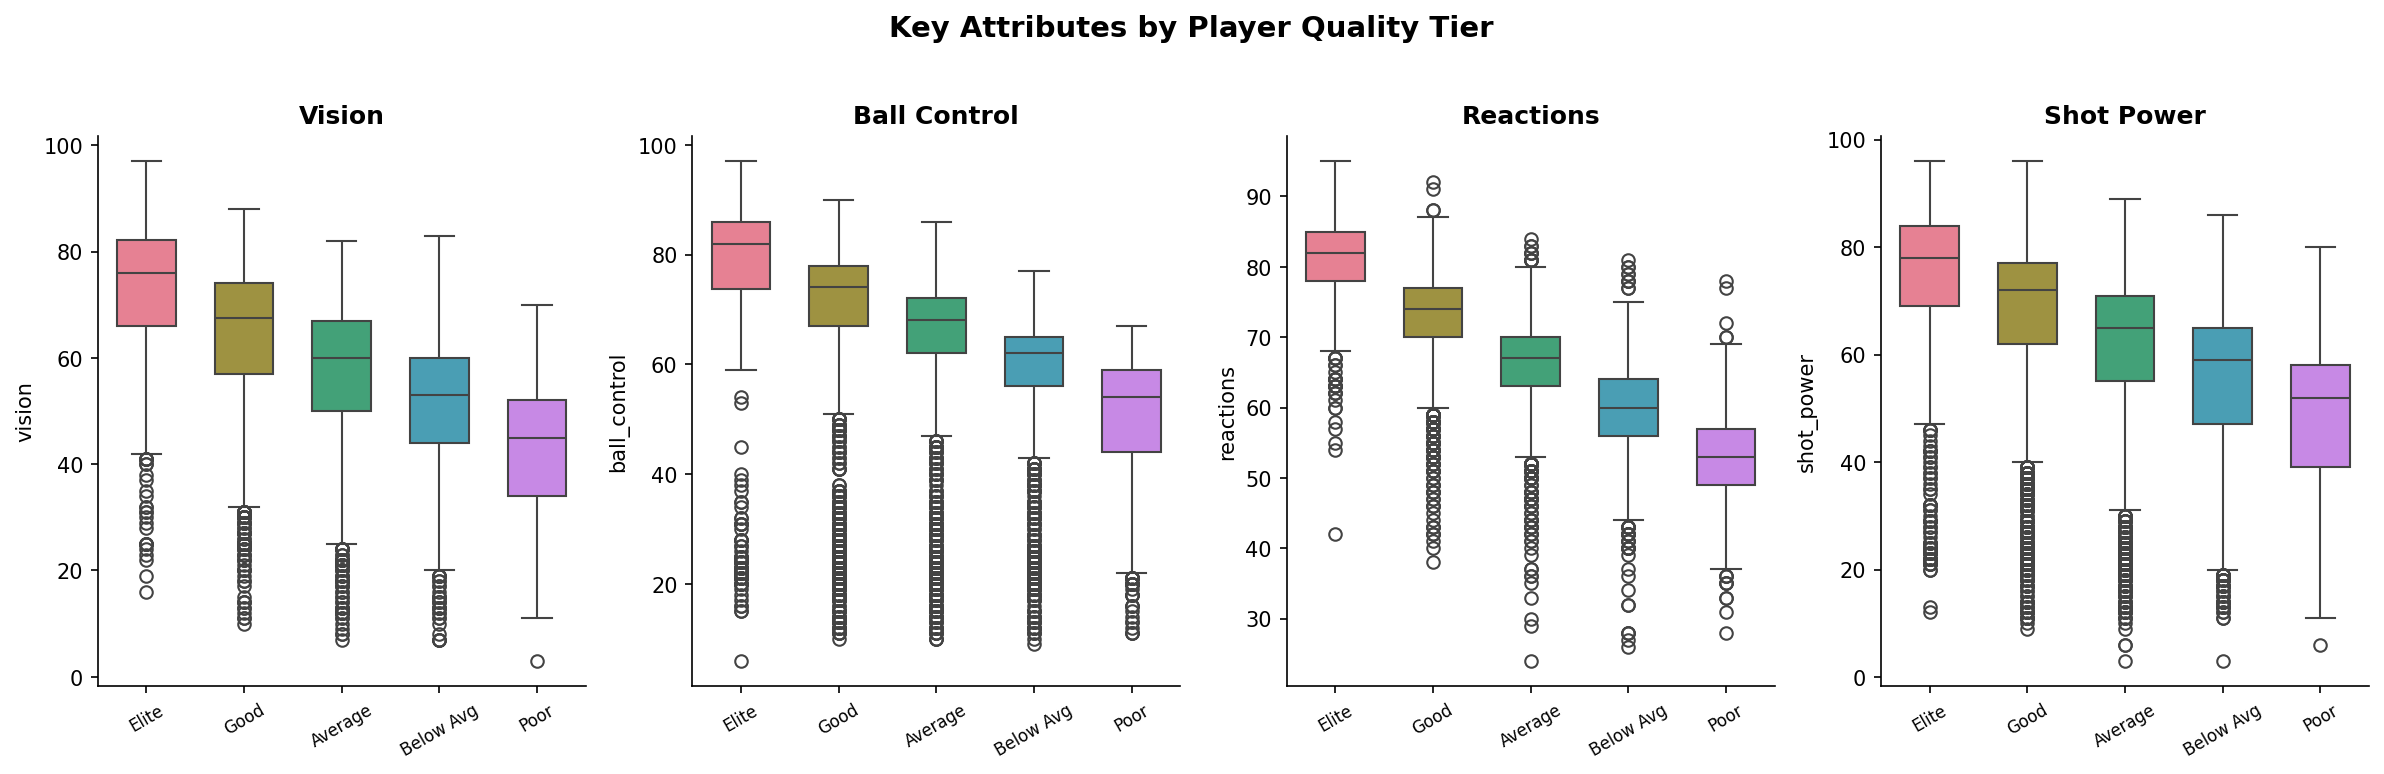 Key Attributes by Player Quality Tier
Vision
100
80
60
40
20
0
vision
Elite
Good
Average
Below Avg
Poor
Ball Control
100
80
60
40
20
ball_control
Elite
Good
Average
Below Avg
Poor
Reactions
90
80
70
60
50
40
30
reactions
Elite
Good
Average
Below Avg
Poor
Shot Power
100
80
60
40
20
0
shot_power
Elite
Good
Average
Below Avg
Poor